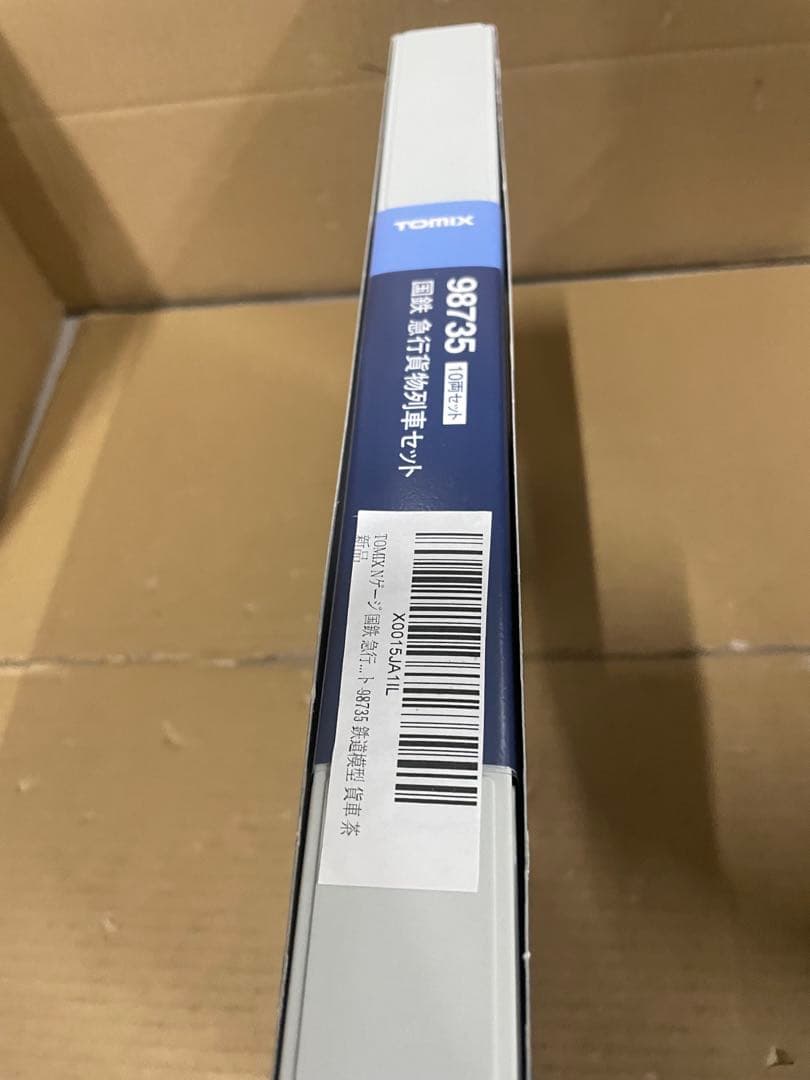 TOMIX
98735 10両セット
国鉄 急行貨物列車セット
X0015JA1IL
TOMIX Nゲージ 国鉄 急行...ト 98735 鉄道模型 貨車 茶
新品